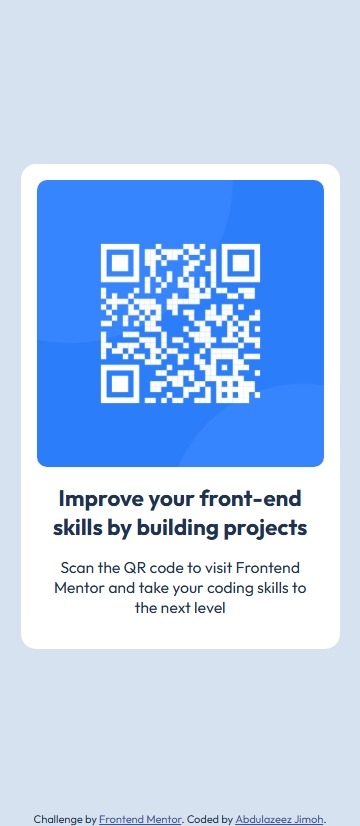 Improve your front-end
skills by building projects
Scan the QR code to visit Frontend
Mentor and take your coding skills to
the next level
Challenge by Frontend Mentor. Coded by Abdulazeez Jimoh.